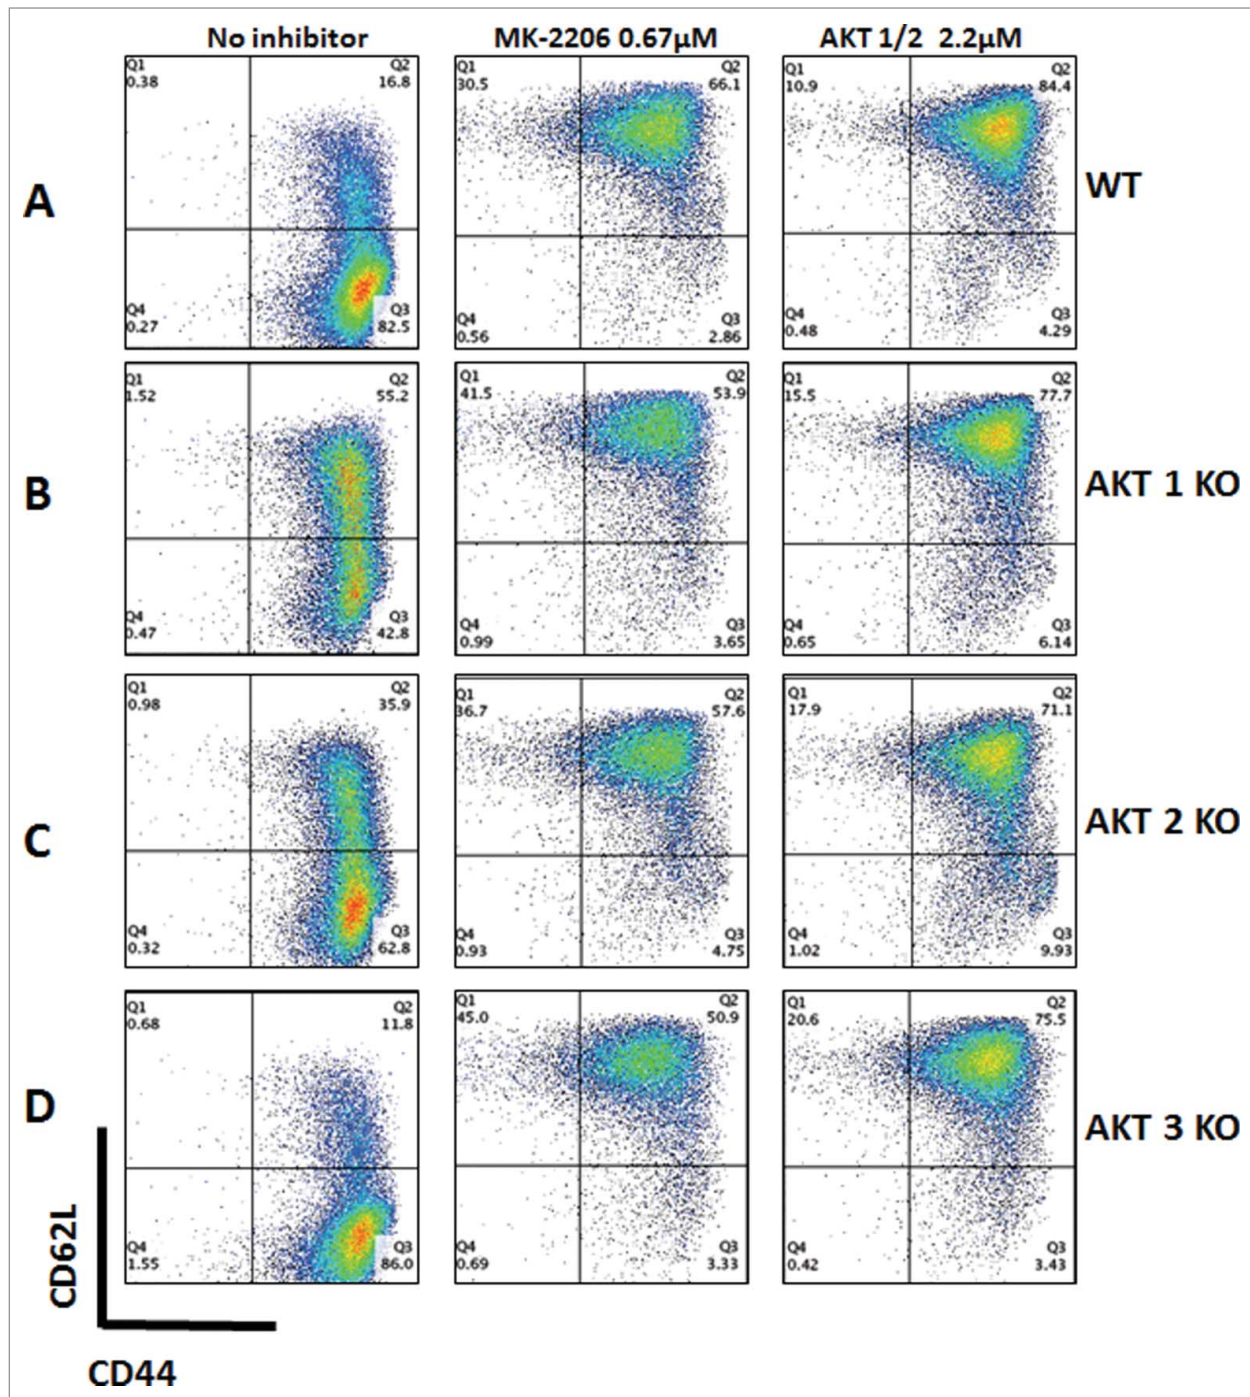 No inhibitor MK-2206 0.67µM AKT 1/2 2.2µM
Q1 Q2 Q1 Q2 Q1 Q2
0.38 16.8 30.5 66.1 10.9 84.4
A WT
Q4 Q3 Q4 Q3 Q4 Q3
0.27 82.5 0.56 2.86 0.48 4.29
Q1 Q2 Q1 Q2 Q1 Q2
1.52 55.2 41.5 53.9 15.5 77.7
B AKT 1 KO
Q4 Q3 Q4 Q3 Q4 Q3
0.47 42.8 0.99 3.65 0.65 6.14
Q1 Q2 Q1 Q2 Q1 Q2
0.98 35.9 36.7 57.6 17.9 71.1
C AKT 2 KO
Q4 Q3 Q4 Q3 Q4 Q3
0.32 62.8 0.93 4.75 1.02 9.93
Q1 Q2 Q1 Q2 Q1 Q2
0.68 11.8 45.0 50.9 20.6 75.5
D AKT 3 KO
Q4 Q3 Q4 Q3 Q4 Q3
1.55 86.0 0.69 3.33 0.42 3.43
CD62L
CD44